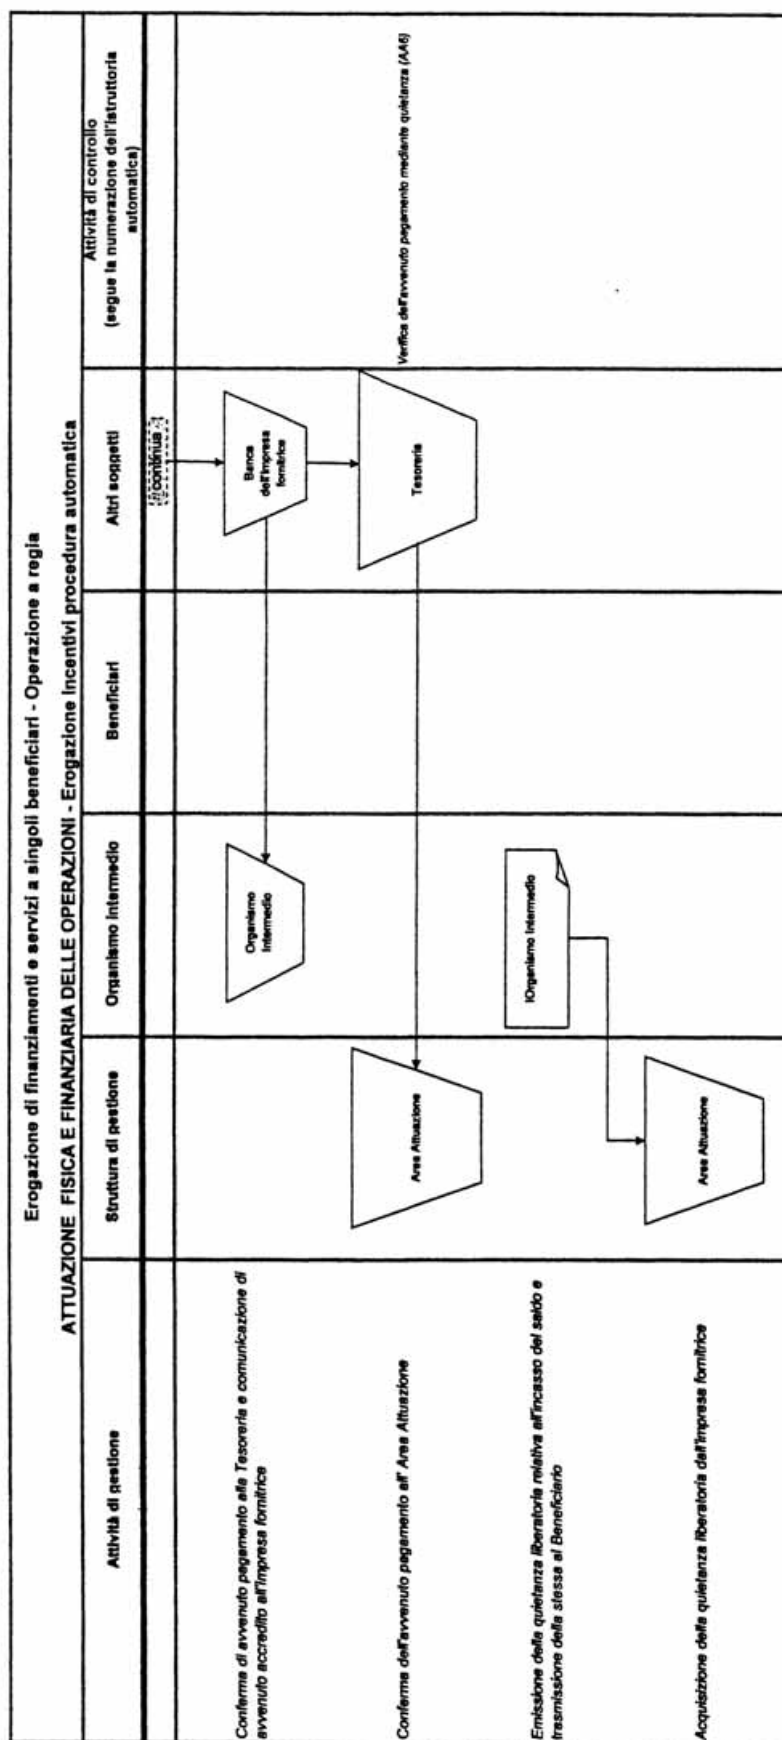 Erogazione di finanziamenti e servizi a singoli beneficiari - Operazione a regia
ATTUAZIONE FISICA E FINANZIARIA DELLE OPERAZIONI - Erogazione incentivi procedura automatica
Attività di gestione
Struttura di gestione
Organismo intermedio
Beneficiari
Altri soggetti
Attività di controllo
(segue la numerazione dell'istruttoria
automatica)
continua
Conferma di avvenuto pagamento alla Tesoreria e comunicazione di
avvenuto accredito all'impresa fornitrice
Organismo
Intermedio
Banca
dell'impresa
fornitrice
Conferma dell'avvenuto pagamento all' Area Attuazione
Area Attuazione
Tesoreria
Verifica dell'avvenuto pagamento mediante quietanza (AA6)
Emissione della quietanza liberatoria relativa all'incasso del saldo e
trasmissione della stessa al Beneficiario
IOrganismo Intermedio
Acquisizione della quietanza liberatoria dall'impresa fornitrice
Area Attuazione